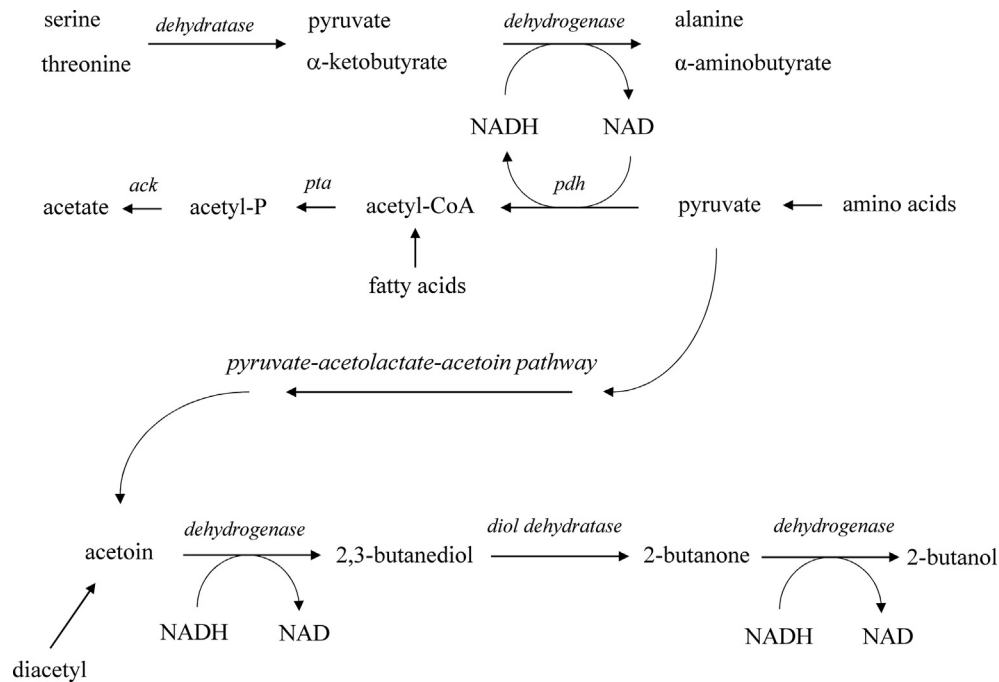 serine dehydratase pyruvate dehydrogenase alanine
threonine α-ketobutyrate α-aminobutyrate
NADH NAD
acetate ack acetyl-P pta acetyl-CoA pdh pyruvate amino acids
fatty acids
pyruvate-acetolactate-acetoin pathway
acetoin dehydrogenase 2,3-butanediol diol dehydratase 2-butanone dehydrogenase 2-butanol
NADH NAD NADH NAD
diacetyl